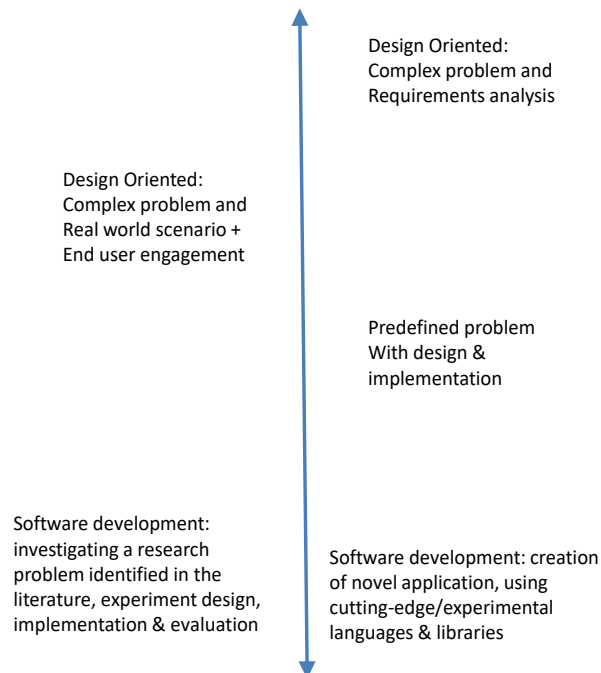 Design Oriented:
Complex problem and
Requirements analysis
Design Oriented:
Complex problem and
Real world scenario +
End user engagement
Predefined problem
With design &
implementation
Software development:
investigating a research
problem identified in the
literature, experiment design,
implementation & evaluation
Software development: creation
of novel application, using
cutting-edge/experimental
languages & libraries